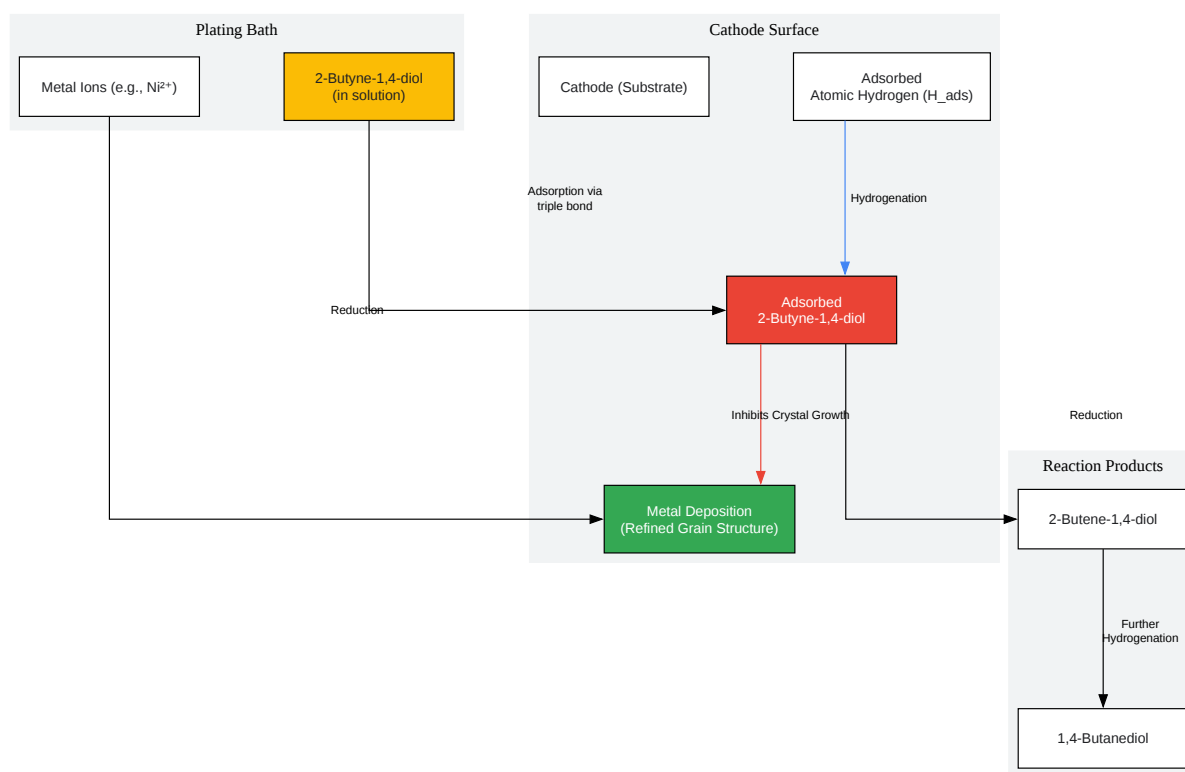 Plating Bath
Cathode Surface
Metal Ions (e.g., Ni²⁺)
2-Butyne-1,4-diol
(in solution)
Cathode (Substrate)
Adsorbed
Atomic Hydrogen (H_ads)
Adsorption via
triple bond
Hydrogenation
Reduction
Adsorbed
2-Butyne-1,4-diol
Inhibits Crystal Growth
Reduction
Reaction Products
Metal Deposition
(Refined Grain Structure)
2-Butene-1,4-diol
Further
Hydrogenation
1,4-Butanediol